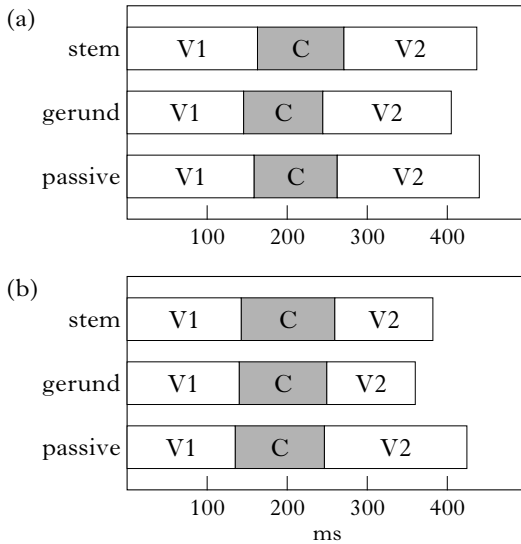 (a)
stem V1 C V2
gerund V1 C V2
passive V1 C V2
100 200 300 400
(b)
stem V1 C V2
gerund V1 C V2
passive V1 C V2
100 200 300 400
ms